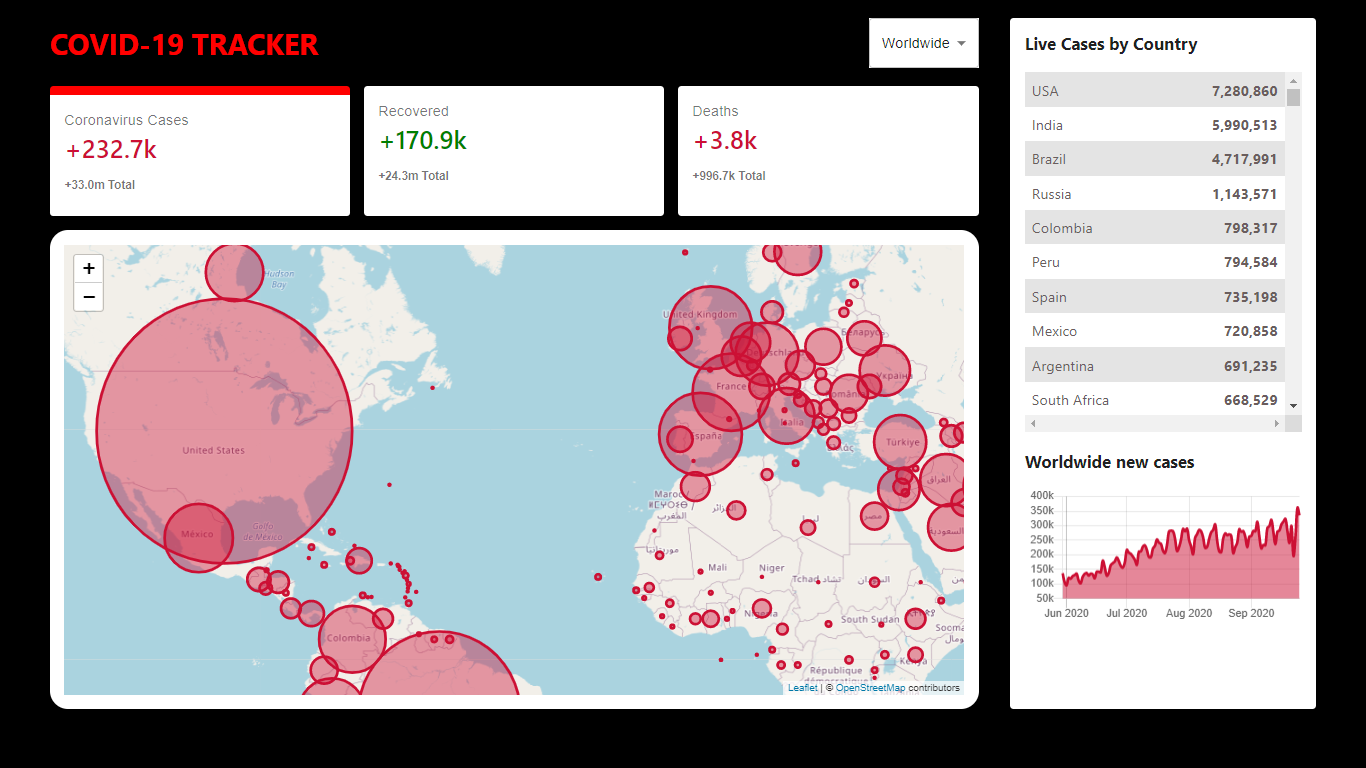 COVID-19 TRACKER
Worldwide
Coronavirus Cases
+232.7k
+33.0m Total
Recovered
+170.9k
+24.3m Total
Deaths
+3.8k
+996.7k Total
+
−
Hudson
Bay
United States
México
Golfo
de México
Colombia
United Kingdom
Deutschland
Беларусь
Україна
France
România
Italia
España
Ελλάς
Türkiye
العراق
السعودية
Maroc
ⵍⵎⵖⵔⵉⴱ
المغرب
الجزائر
ليبيا
مصر
موريتانيا
Mali
Niger
Tchad تشاد
Nigeria
South Sudan
Kenya
République
démocratique
Leaflet | © OpenStreetMap contributors
Live Cases by Country
USA 7,280,860
India 5,990,513
Brazil 4,717,991
Russia 1,143,571
Colombia 798,317
Peru 794,584
Spain 735,198
Mexico 720,858
Argentina 691,235
South Africa 668,529
Worldwide new cases
400k
350k
300k
250k
200k
150k
100k
50k
Jun 2020 Jul 2020 Aug 2020 Sep 2020